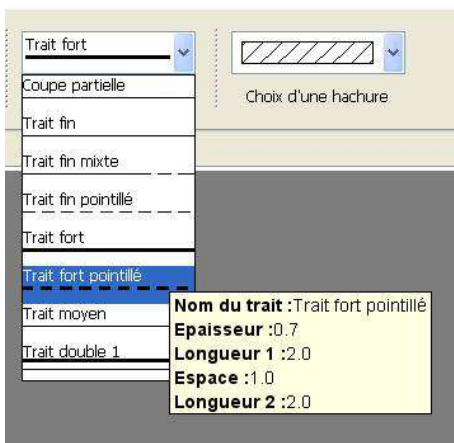 Trait fort
Choix d'une hachure
Coupe partielle
Trait fin
Trait fin mixte
Trait fin pointillé
Trait fort
Trait fort pointillé
Trait moyen
Trait double 1
Nom du trait :Trait fort pointillé
Epaisseur :0.7
Longueur 1 :2.0
Espace :1.0
Longueur 2 :2.0